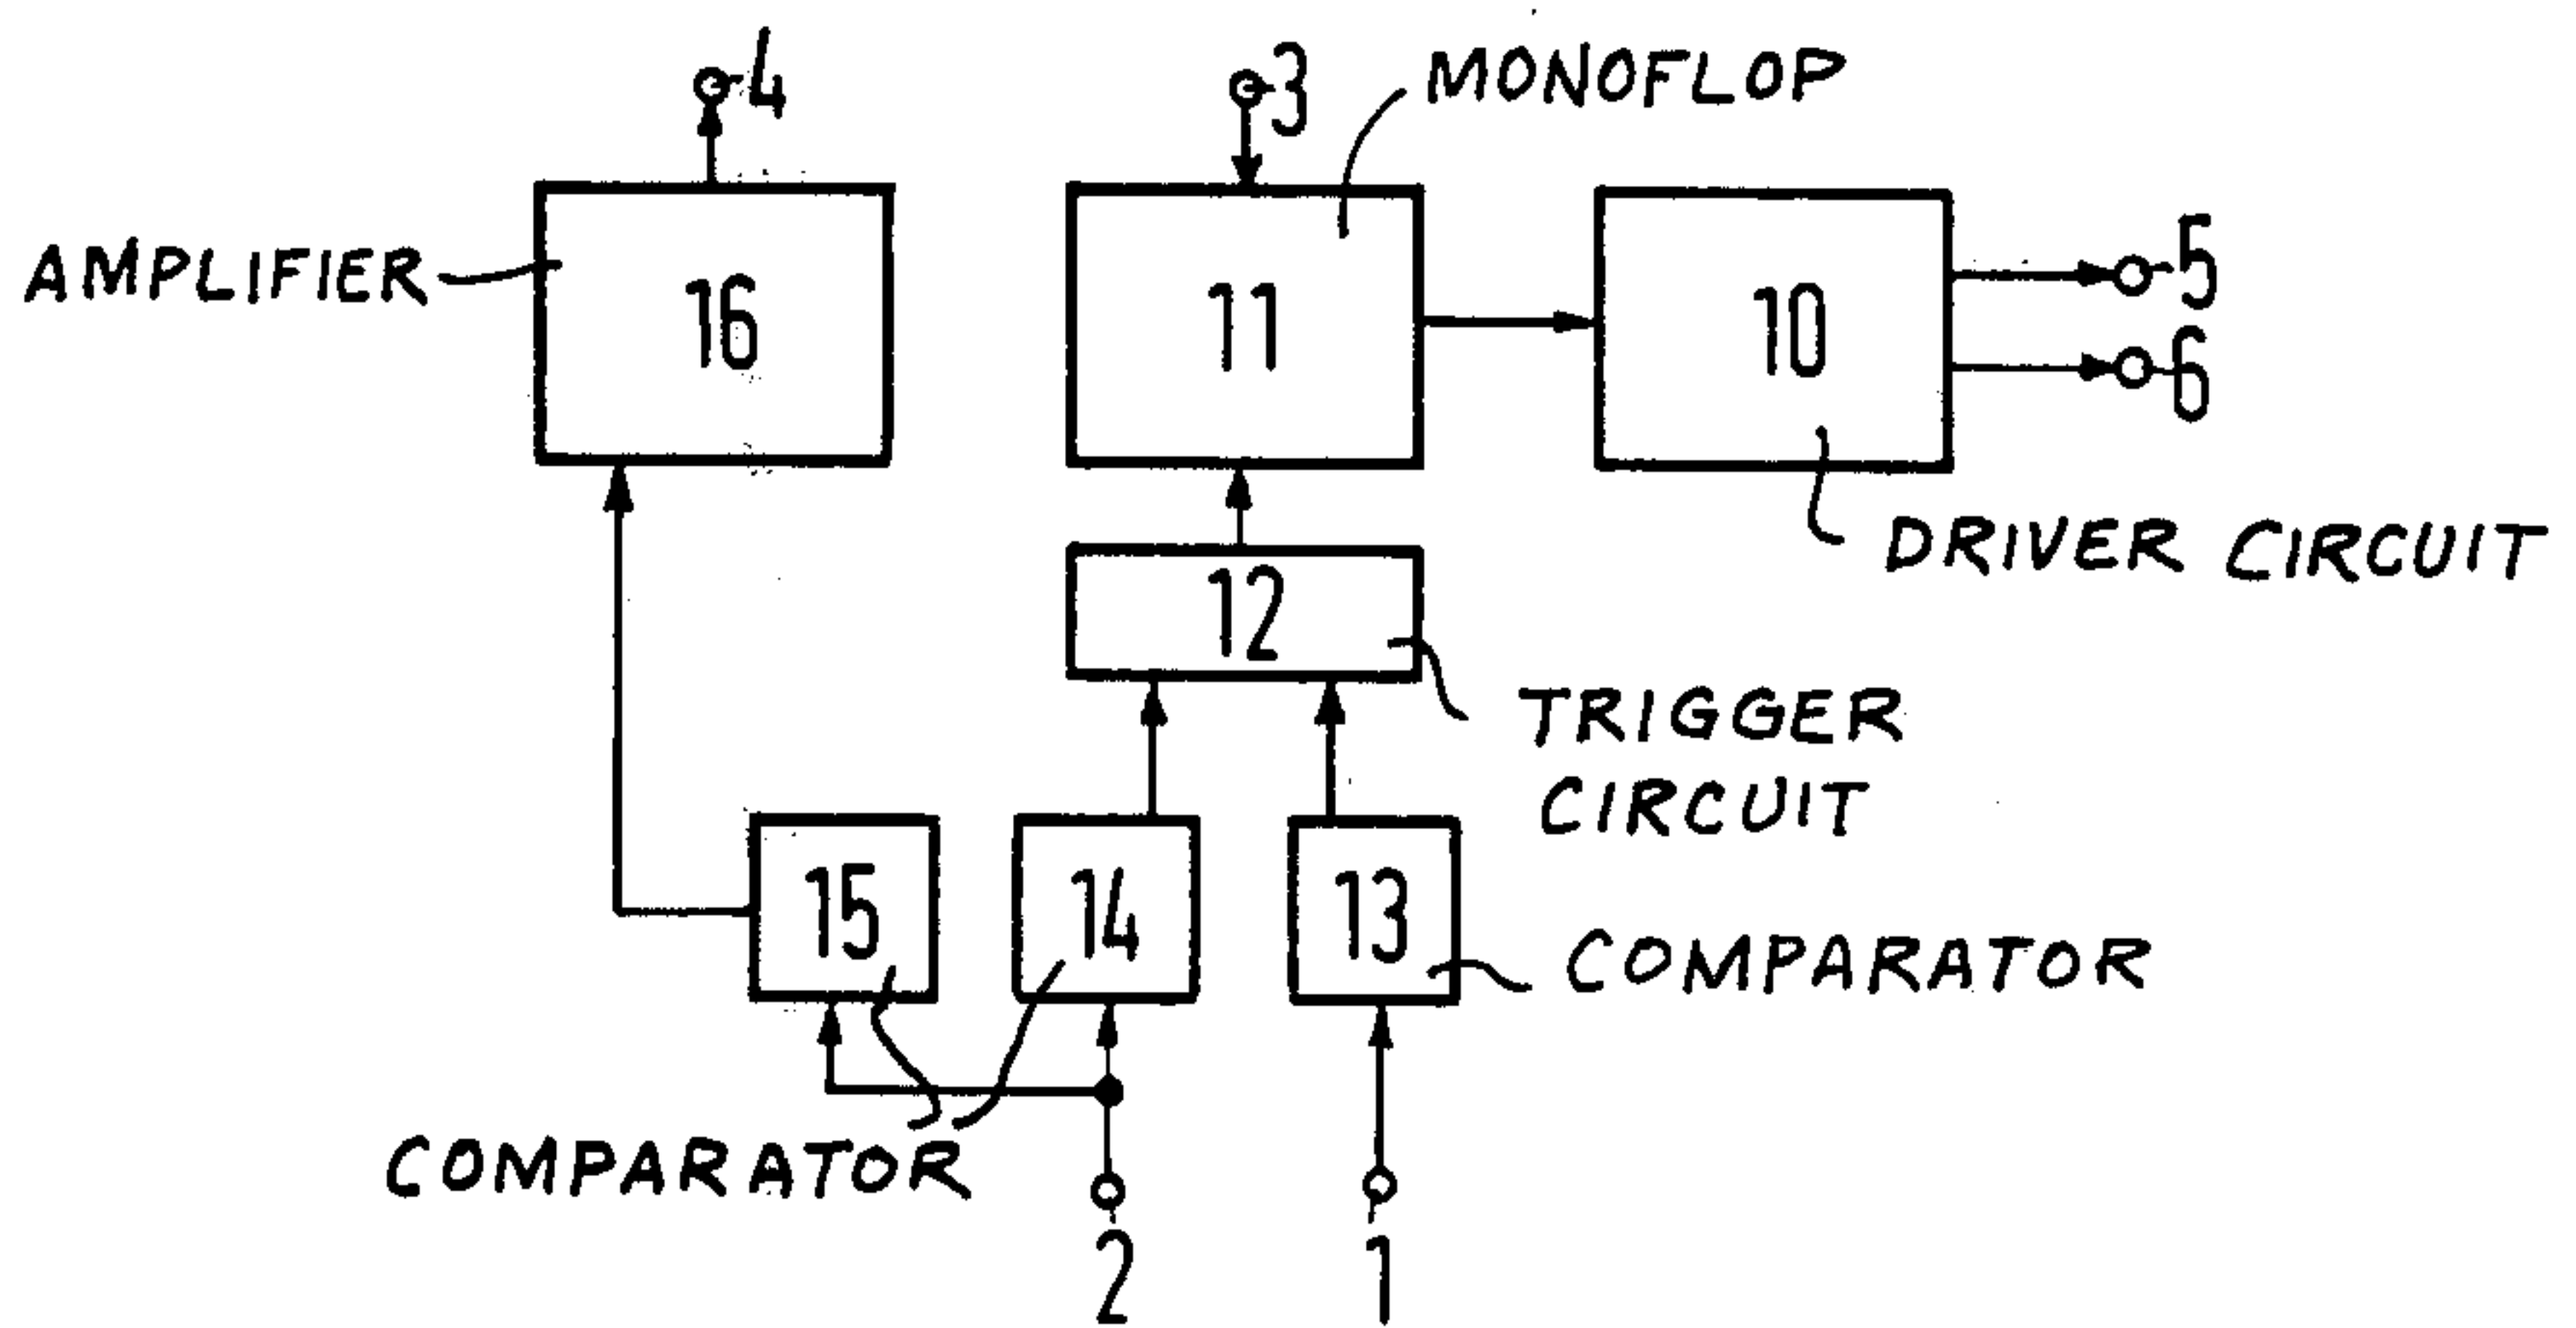 4
3
MONOFLOP
AMPLIFIER
16
11
10
5
6
DRIVER CIRCUIT
12
TRIGGER
CIRCUIT
15
14
13
COMPARATOR
COMPARATOR
2
1